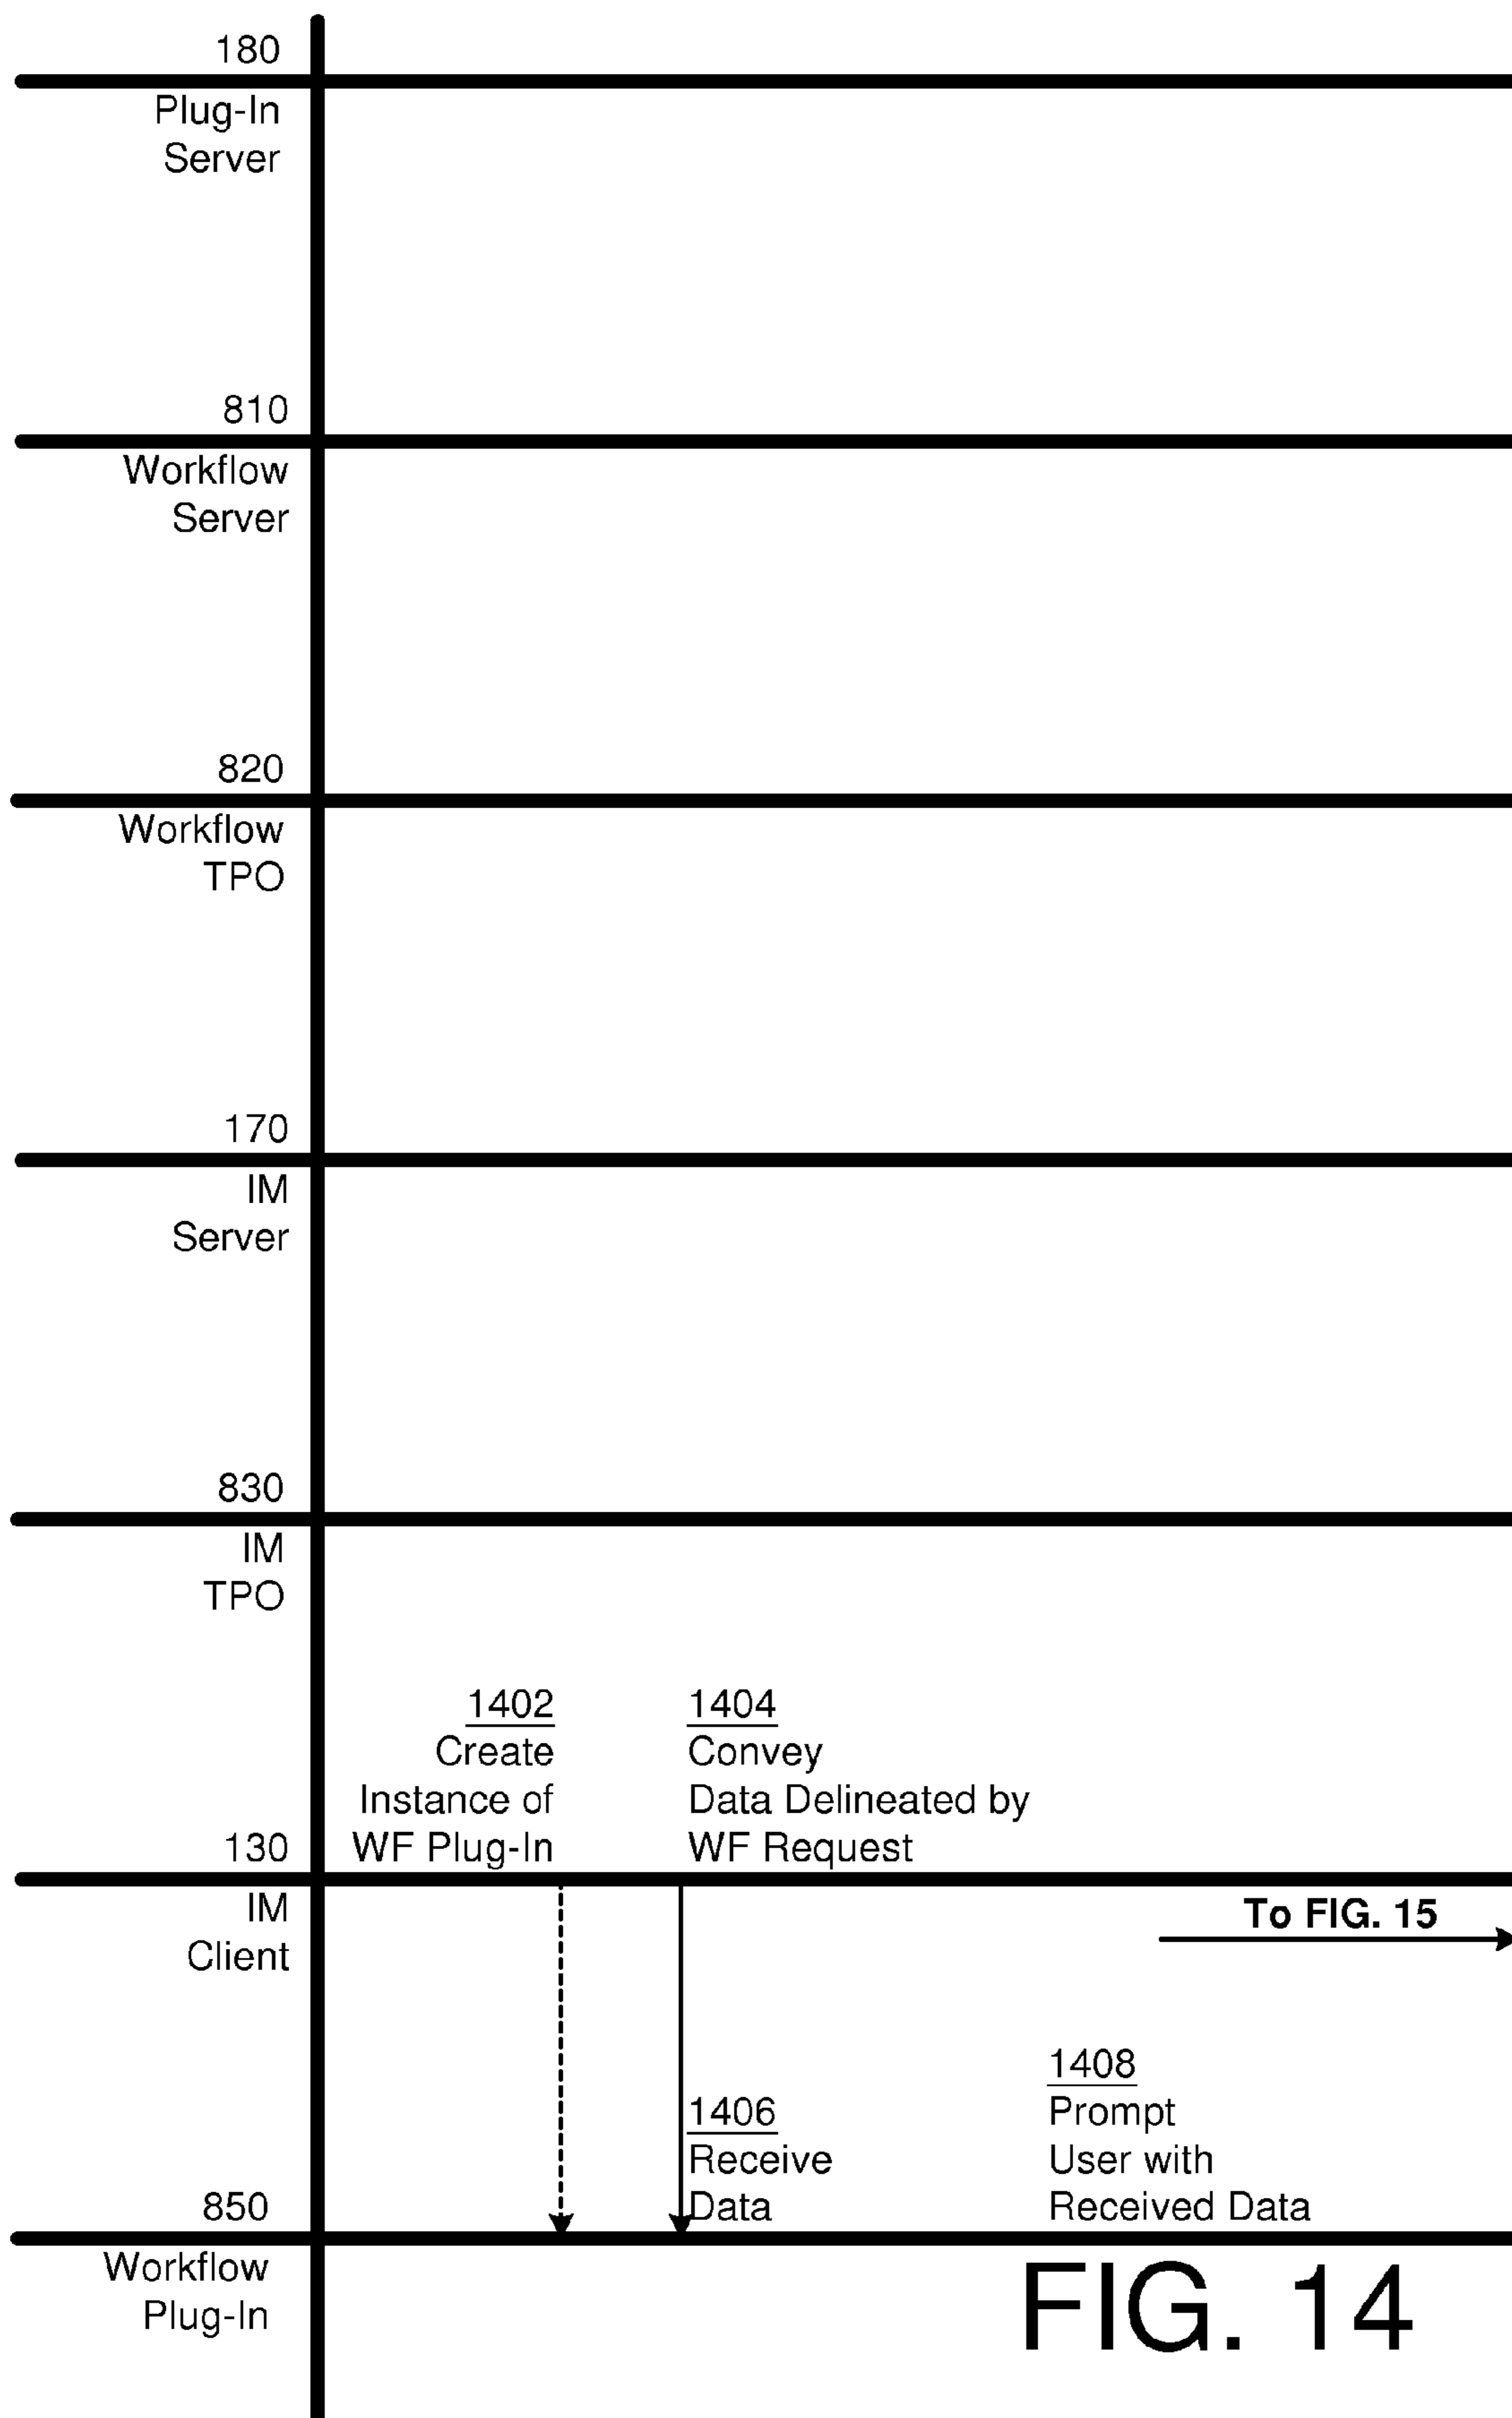 180
Plug-In
Server
810
Workflow
Server
820
Workflow
TPO
170
IM
Server
830
IM
TPO
1402
Create
Instance of
WF Plug-In
1404
Convey
Data Delineated by
WF Request
130
IM
Client
To FIG. 15
1406
Receive
Data
1408
Prompt
User with
Received Data
850
Workflow
Plug-In
FIG. 14